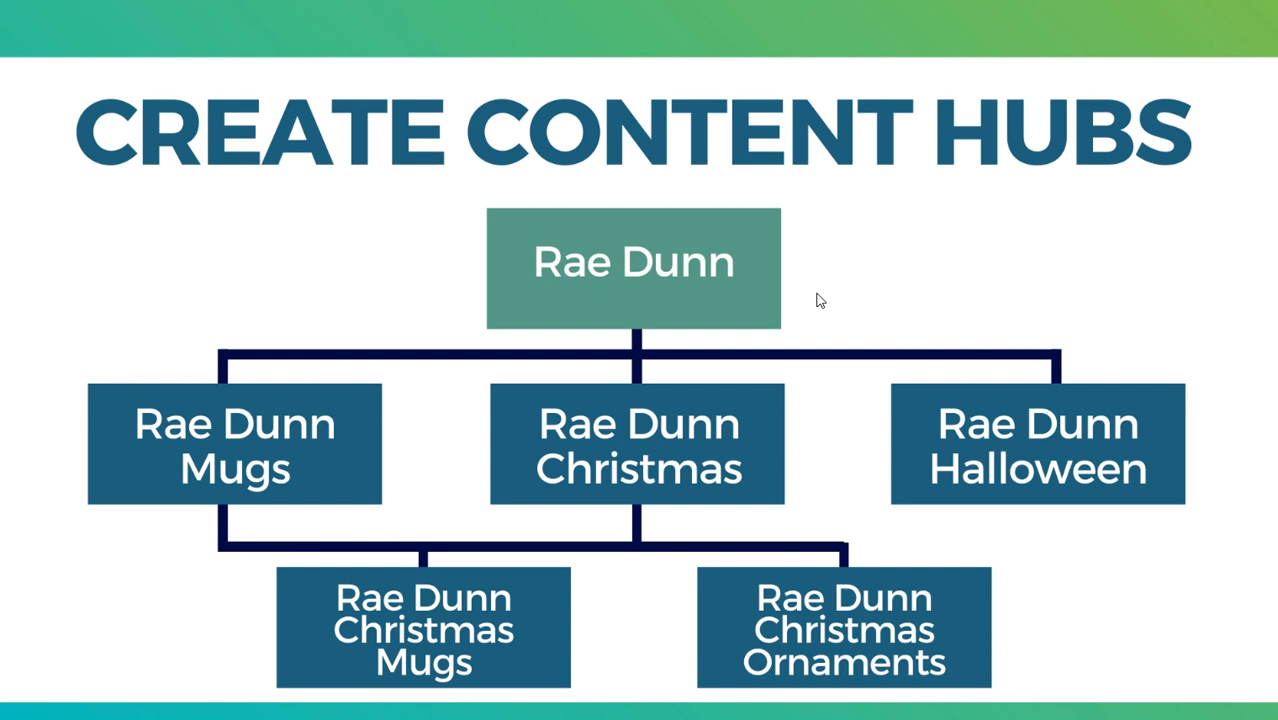 CREATE CONTENT HUBS
Rae Dunn
Rae Dunn
Mugs
Rae Dunn
Christmas
Rae Dunn
Halloween
Rae Dunn
Christmas
Mugs
Rae Dunn
Christmas
Ornaments